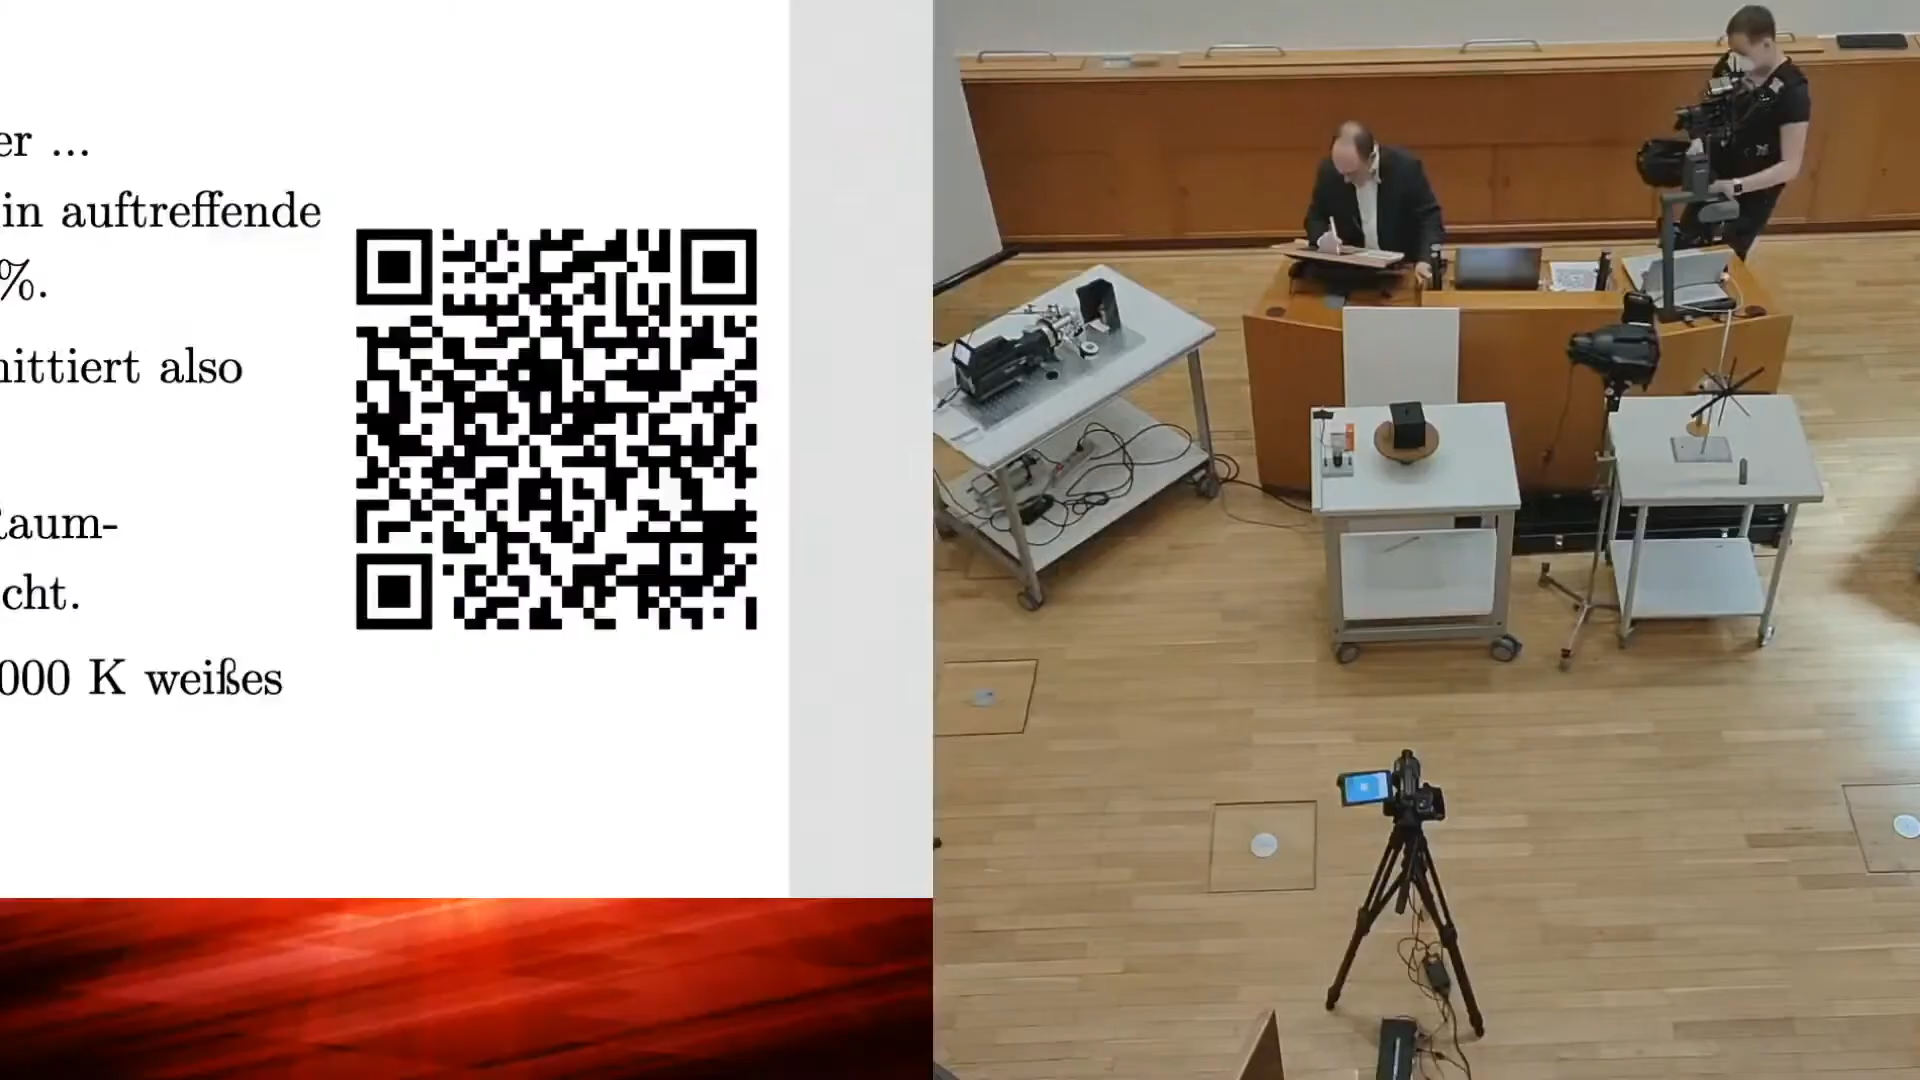 er ...
in auftreffende
%.
nittiert also
Raum-
cht.
000 K weißes